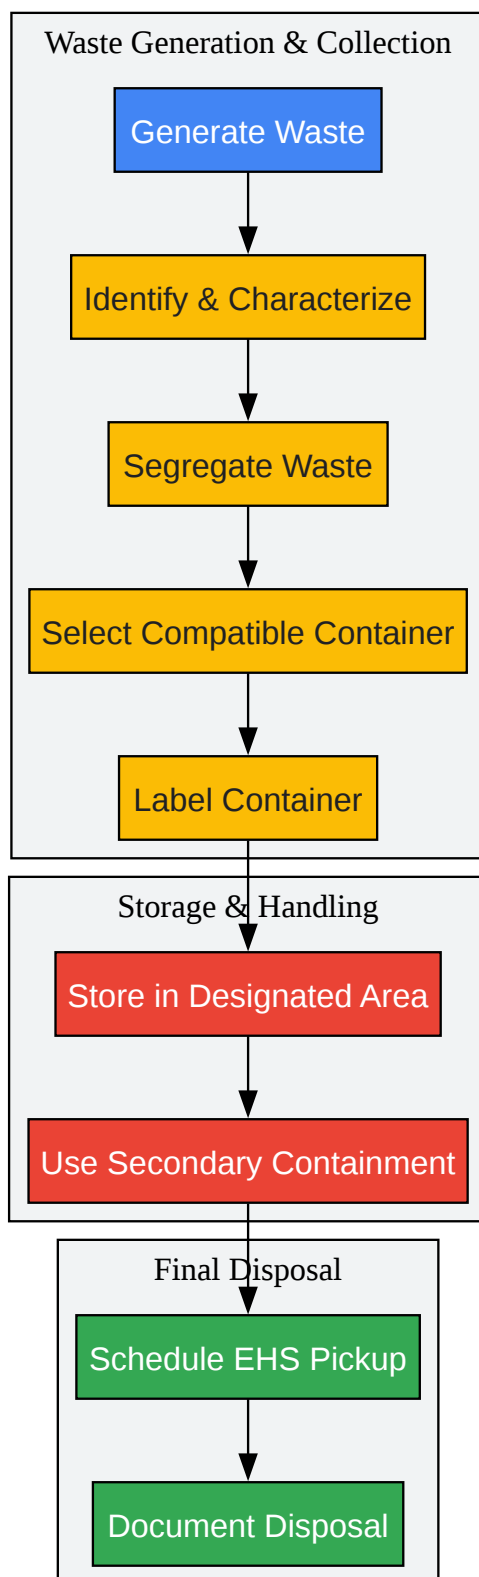 Waste Generation & Collection
Generate Waste
Identify & Characterize
Segregate Waste
Select Compatible Container
Label Container
Storage & Handling
Store in Designated Area
Use Secondary Containment
Final Disposal
Schedule EHS Pickup
Document Disposal